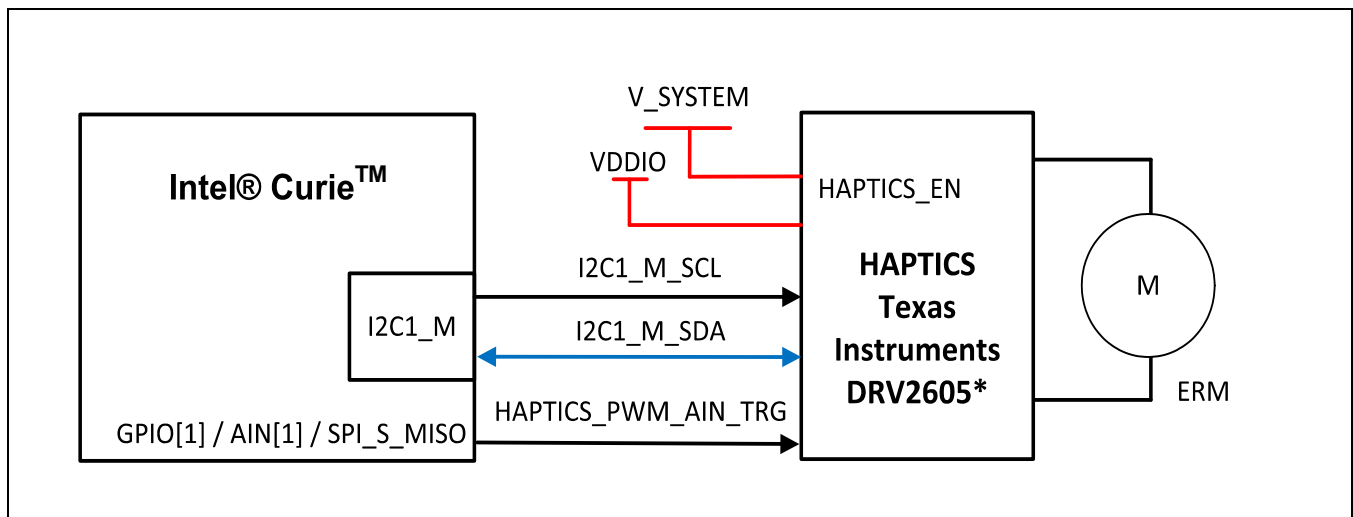 V_SYSTEM
Intel® Curie™
VDDIO
HAPTICS_EN
I2C1_M_SCL
HAPTICS
Texas
Instruments
DRV2605*
M
I2C1_M
I2C1_M_SDA
ERM
HAPTICS_PWM_AIN_TRG
GPIO[1] / AIN[1] / SPI_S_MISO